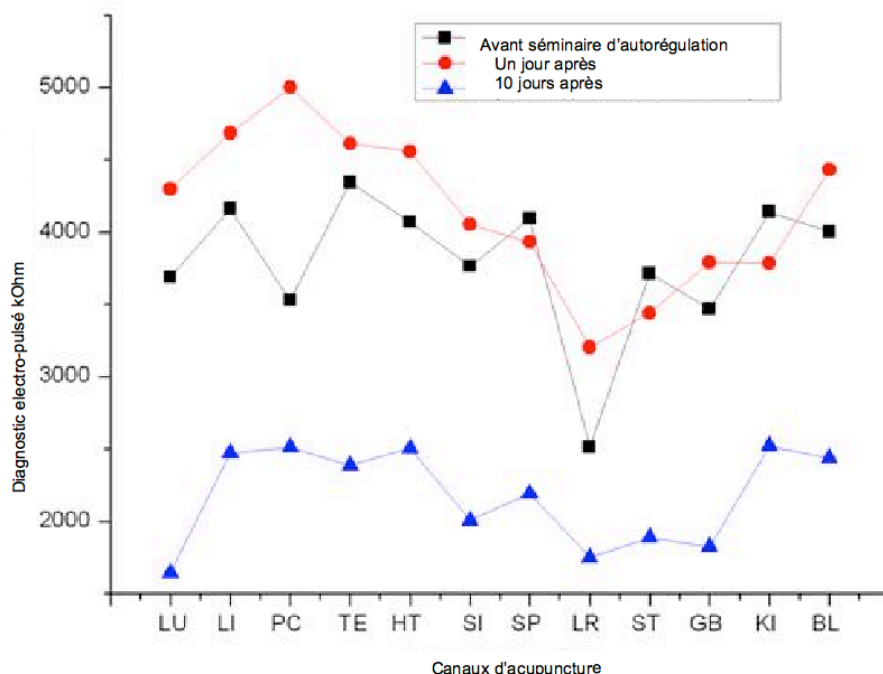 Avant séminaire d'autorégulation
Un jour après
10 jours après
5000
4000
3000
2000
Diagnostic electro-pulsé kOhm
LU LI PC TE HT SI SP LR ST GB KI BL
Canaux d'acupuncture